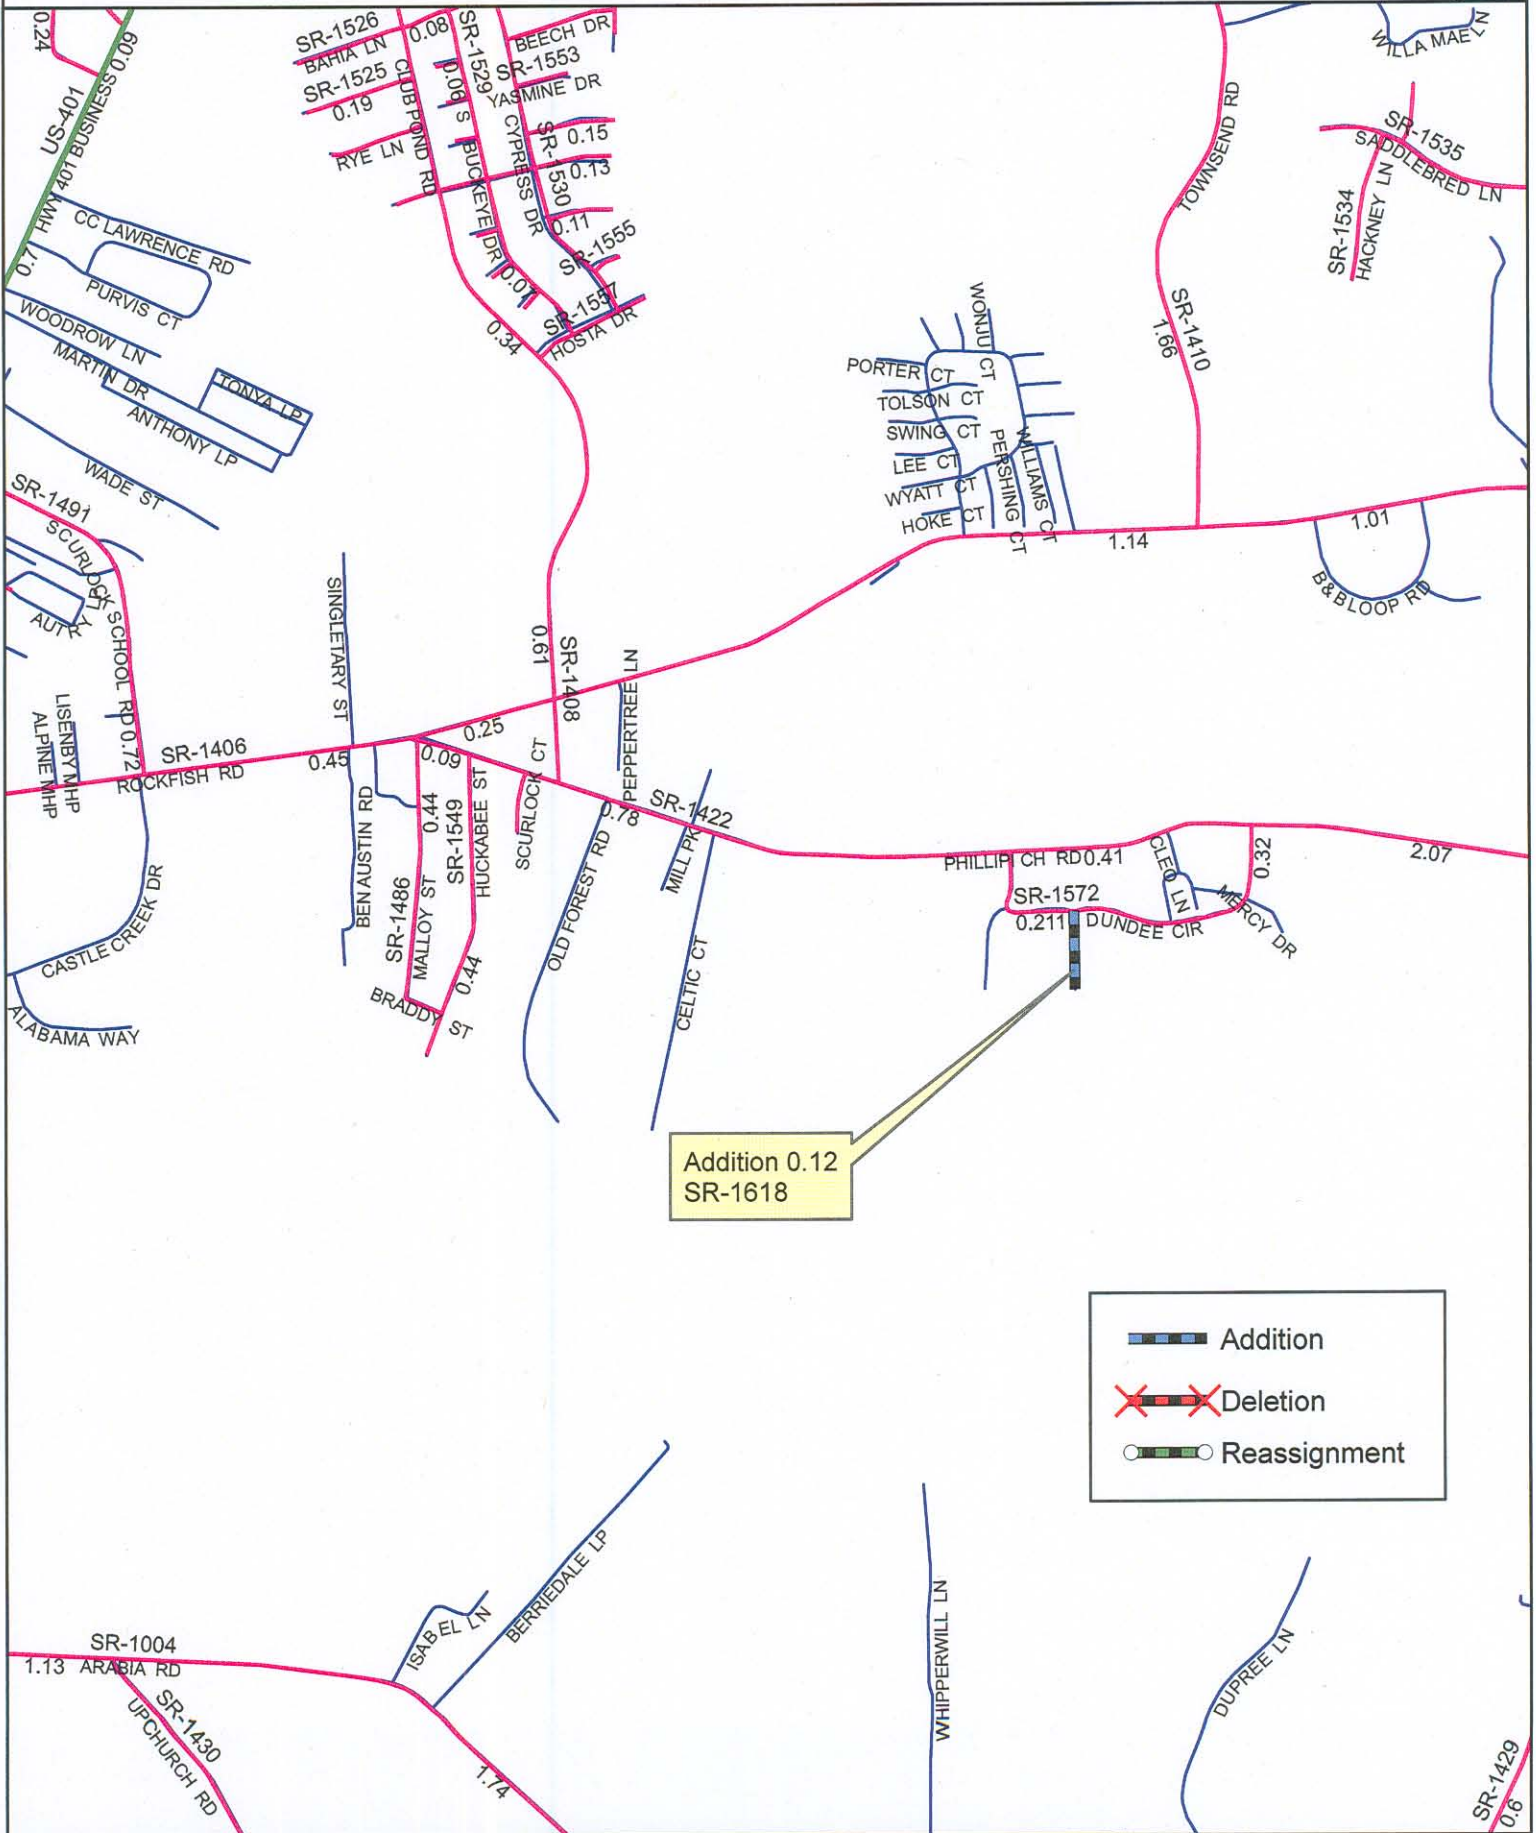 0.24
US-401
HWY 401 BUSINESS 0.09
0.7
SR-1526
BAHIA LN
SR-1525
0.19
RYE LN
CLUB POND RD
0.08
SR-1529
0.06
S BUCKEYE DR
0.07
BEECH DR
SR-1553
YASMINE DR
CYPRESS DR
SR-1530
0.15
0.13
0.11
SR-1555
SR-1557
HOSTA DR
0.34
WILLA MAE LN
TOWNSEND RD
SR-1535
SADDLEBRED LN
SR-1534
HACKNEY LN
SR-1410
1.66
CC LAWRENCE RD
PURVIS CT
WOODROW LN
MARTIN DR
TONYA LP
ANTHONY LP
WADE ST
SR-1491
SCURLOCK SCHOOL RD 0.72
AUTRY LP
WONJU CT
PORTER CT
TOLSON CT
SWING CT
LEE CT
WYATT CT
HOKE CT
PERSHING CT
WILLIAMS CT
1.14
1.01
B&B LOOP RD
SINGLETARY ST
0.61
SR-1408
PEPPERTREE LN
LISENBY MHP
ALPINE MHP
SR-1406
ROCKFISH RD
0.45
0.25
0.09
BENAUSTIN RD
0.44
SR-1486
MALLOY ST
SR-1549
HUCKABEE ST
0.44
BRADDY ST
SCURLOCK CT
OLD FOREST RD
0.78
SR-1422
MILL PK
CELTIC CT
CASTLE CREEK DR
ALABAMA WAY
PHILLIPI CH RD 0.41
SR-1572
0.211
DUNDEE CIR
CLEO LN
MERCY DR
0.32
2.07
Addition 0.12
SR-1618
Addition
Deletion
Reassignment
BERRIEDALE LP
ISABEL LN
SR-1004
1.13 ARABIA RD
SR-1430
UPCHURCH RD
1.74
WHIPPERWILL LN
DUPREE LN
SR-1429
0.6